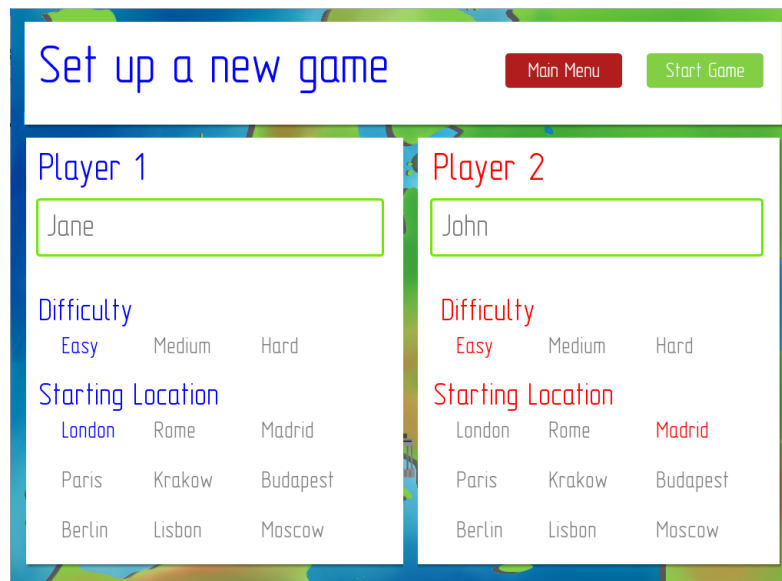 Set up a new game
Main Menu
Start Game
Player 1
Jane
Difficulty
Easy Medium Hard
Starting Location
London Rome Madrid
Paris Krakow Budapest
Berlin Lisbon Moscow
Player 2
John
Difficulty
Easy Medium Hard
Starting Location
London Rome Madrid
Paris Krakow Budapest
Berlin Lisbon Moscow